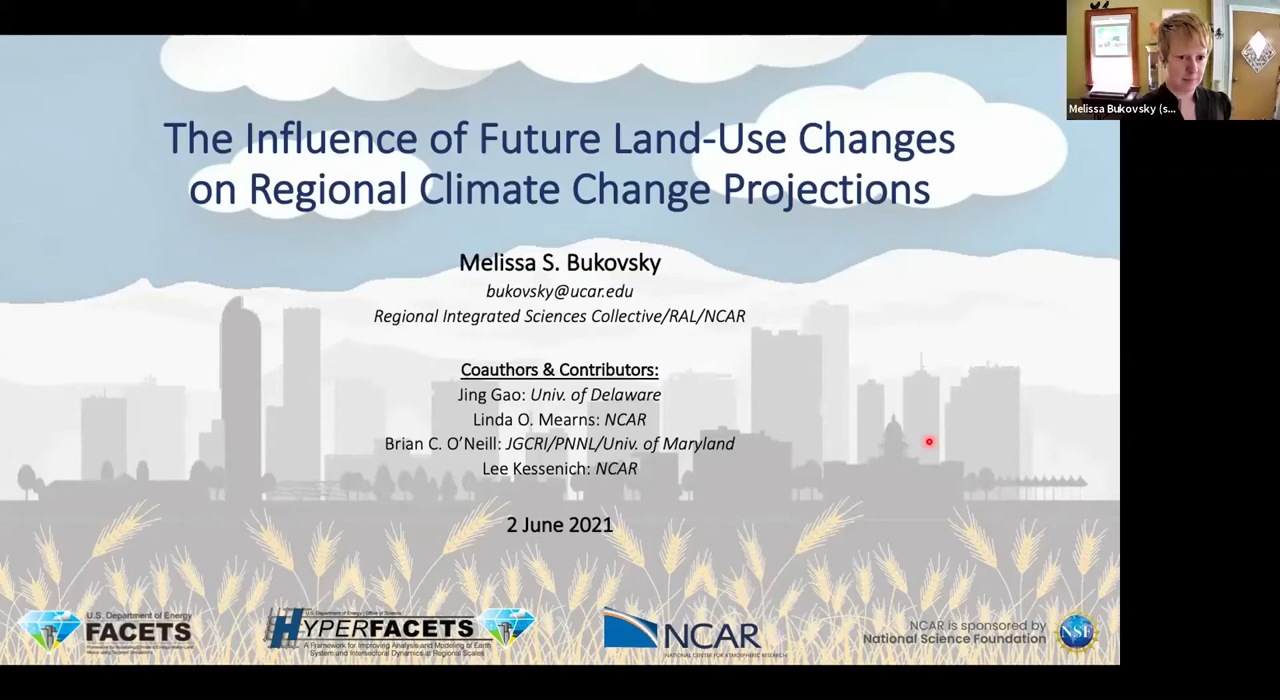 The Influence of Future Land-Use Changes
on Regional Climate Change Projections
Melissa S. Bukovsky
bukovsky@ucar.edu
Regional Integrated Sciences Collective/RAL/NCAR
Coauthors & Contributors:
Jing Gao: Univ. of Delaware
Linda O. Mearns: NCAR
Brian C. O'Neill: JGCRI/PNNL/Univ. of Maryland
Lee Kessenich: NCAR
2 June 2021
U.S. Department of Energy
FACETS
U.S. Department of Energy | Office of Science
HYPERFACETS
A Framework for Improving Analysis and Modeling of Earth
System and Intersectoral Dynamics at Regional Scales
NCAR
NATIONAL CENTER FOR ATMOSPHERIC RESEARCH
NCAR is sponsored by
National Science Foundation
NSF
Melissa Bukovsky (s...